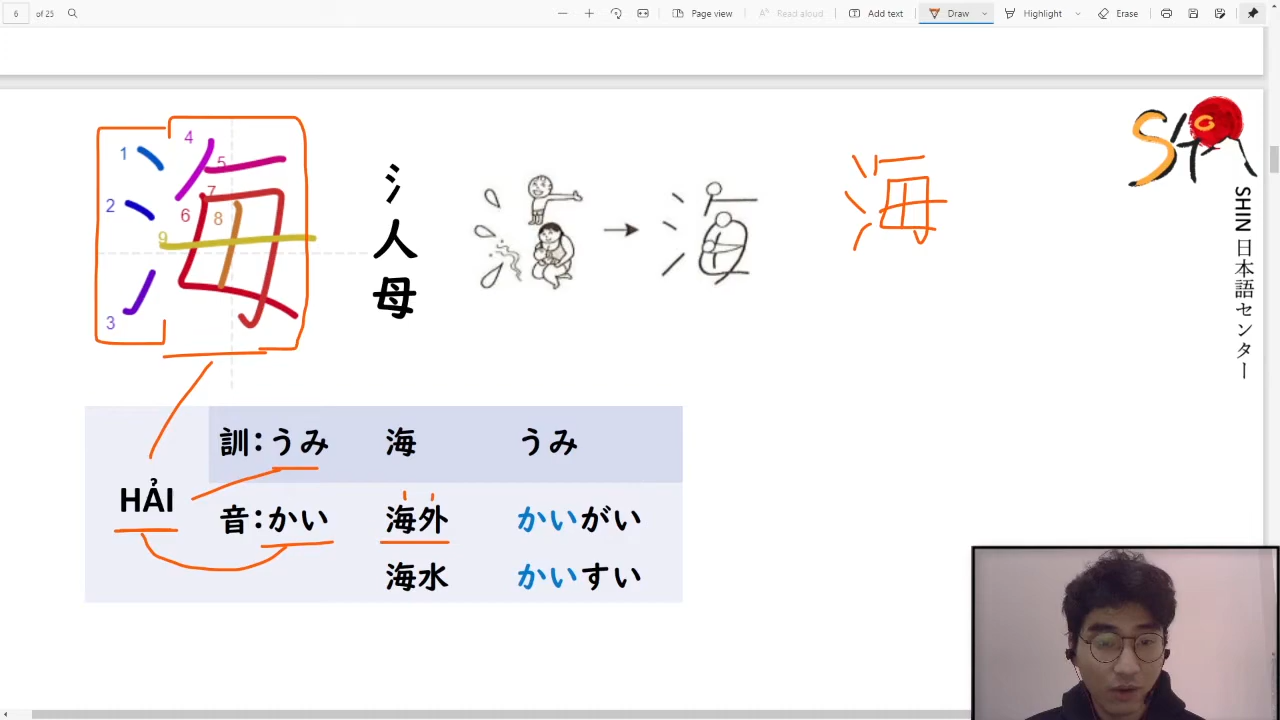 6 of 25
Page view
Read aloud
Add text
Draw
Highlight
Erase
1 2 3 4 5 6 7 8 9
海
氵
人
母
海
SHIN
SHIN 日本語センター
HẢI
訓：うみ 海 うみ
音：かい 海外 かいがい
海水 かいすい